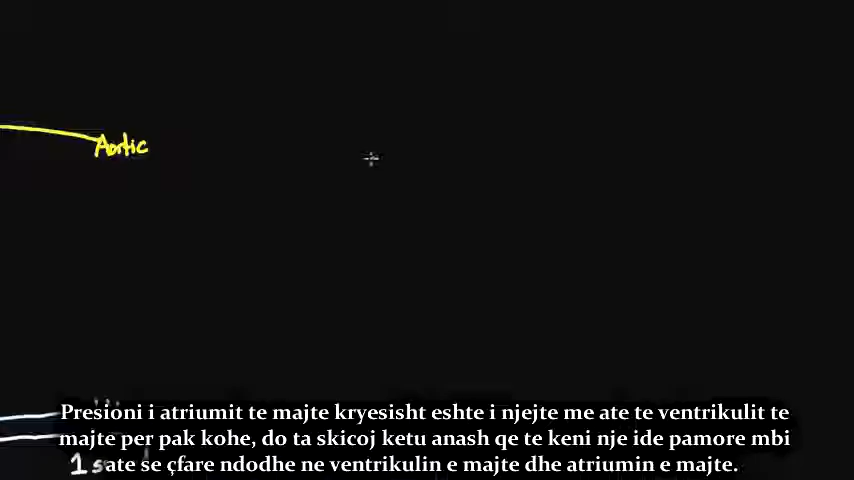 Aortic
Presioni i atriumit te majte kryesisht eshte i njejte me ate te ventrikulit te
majte per pak kohe, do ta skicoj ketu anash qe te keni nje ide pamore mbi
ate se çfare ndodhe ne ventrikulin e majte dhe atriumin e majte.
1 s